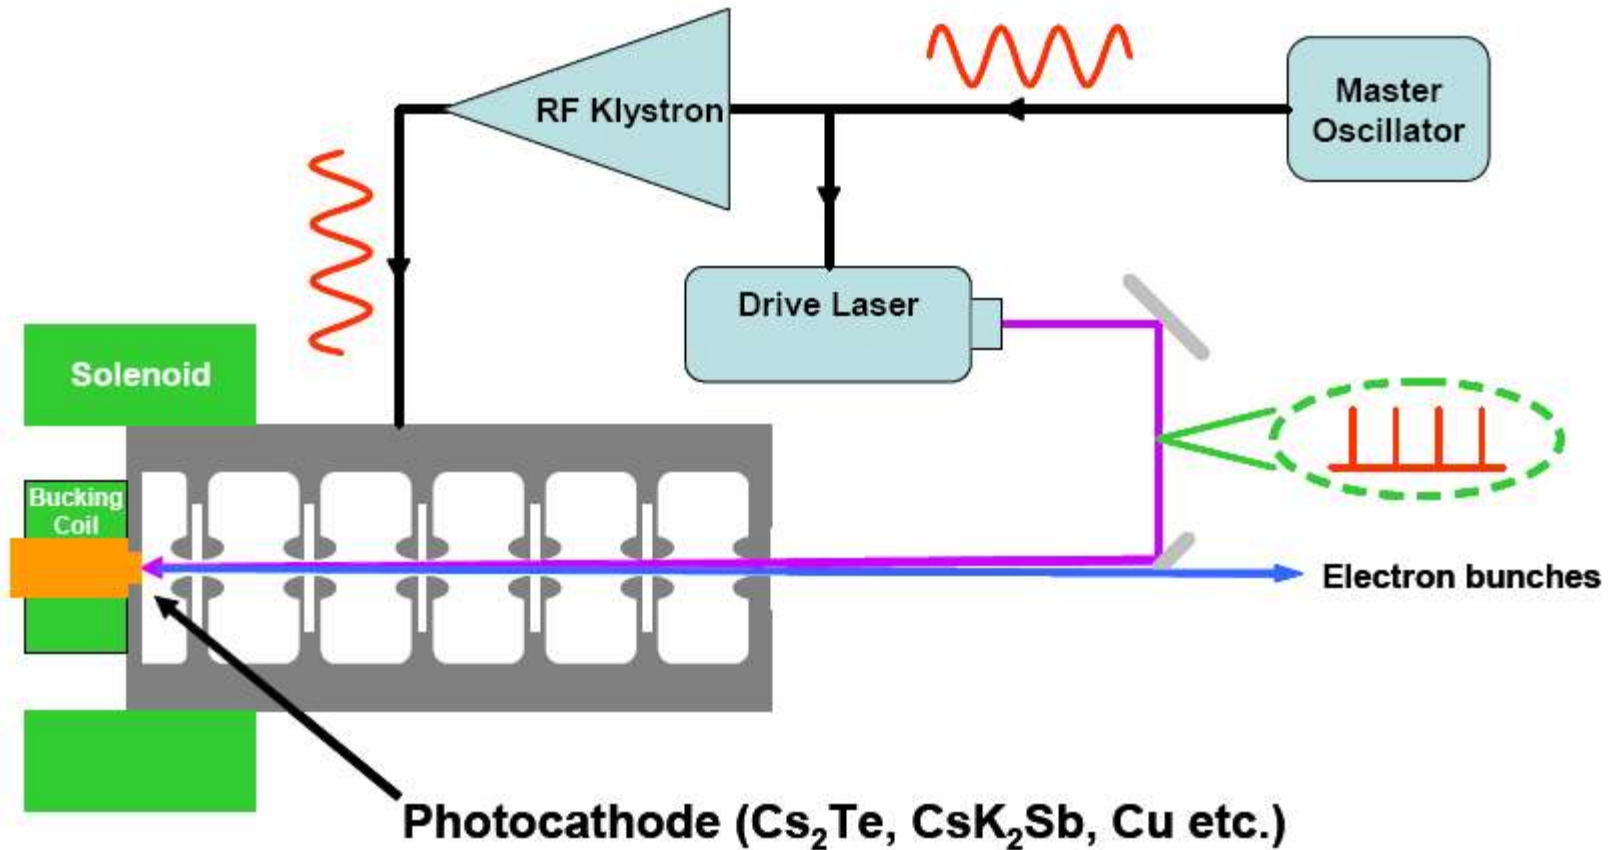 RF Klystron
Master
Oscillator
Drive Laser
Solenoid
Bucking
Coil
Electron bunches
Photocathode (Cs₂Te, CsK₂Sb, Cu etc.)